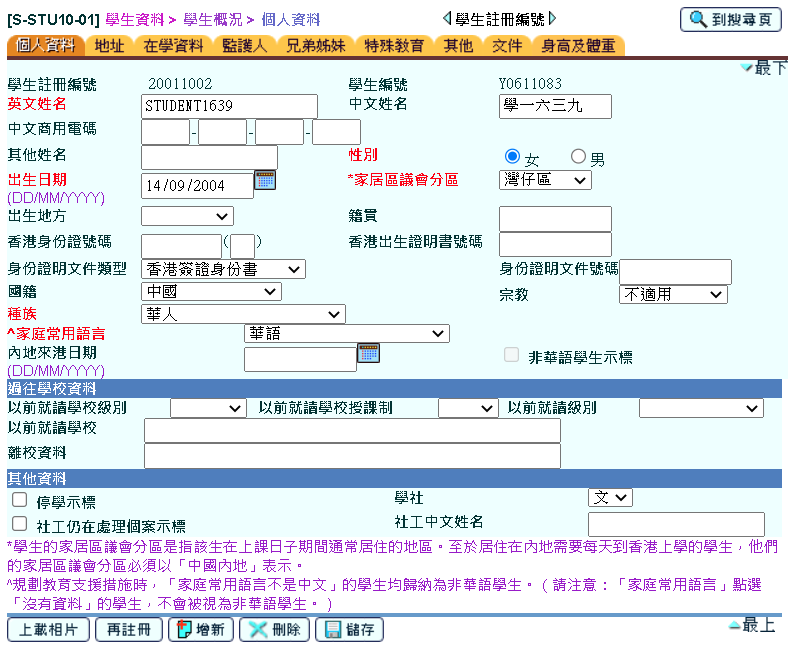 [S-STU10-01] 學生資料 > 學生概況 > 個人資料 學生註冊編號 到搜尋頁
個人資料 地址 在學資料 監護人 兄弟姊妹 特殊教育 其他 文件 身高及體重
最下
學生註冊編號 20011002 學生編號 Y0611083
英文姓名 STUDENT1639 中文姓名 學一六三九
中文商用電碼 - - -
其他姓名 性別 女 男
出生日期 14/09/2004 *家居區議會分區 灣仔區
(DD/MM/YYYY)
出生地方 籍貫
香港身份證號碼 ( ) 香港出生證明書號碼
身份證明文件類型 香港簽證身份書 身份證明文件號碼
國籍 中國 宗教 不適用
種族 華人
^家庭常用語言 華語
內地來港日期 非華語學生示標
(DD/MM/YYYY)
過往學校資料
以前就讀學校級別 以前就讀學校授課制 以前就讀級別
以前就讀學校
離校資料
其他資料
停學示標 學社 文
社工仍在處理個案示標 社工中文姓名
*學生的家居區議會分區是指該生在上課日子期間通常居住的地區。至於居住在內地需要每天到香港上學的學生，他們
的家居區議會分區必須以「中國內地」表示。
^規劃教育支援措施時，「家庭常用語言不是中文」的學生均歸納為非華語學生。（請注意：「家庭常用語言」點選
「沒有資料」的學生，不會被視為非華語學生。）
上載相片 再註冊 增新 刪除 儲存 最上